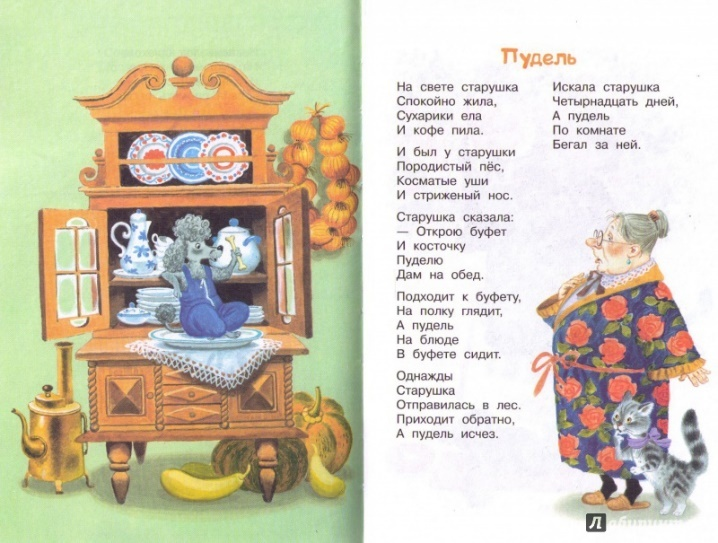 Пудель
На свете старушка
Спокойно жила,
Сухарики ела
И кофе пила.
И был у старушки
Породистый пёс,
Косматые уши
И стриженый нос.
Старушка сказала:
— Открою буфет
И косточку
Пуделю
Дам на обед.
Подходит к буфету,
На полку глядит,
А пудель
На блюде
В буфете сидит.
Однажды
Старушка
Отправилась в лес.
Приходит обратно,
А пудель исчез.
Искала старушка
Четырнадцать дней,
А пудель
По комнате
Бегал за ней.
Лабиринт